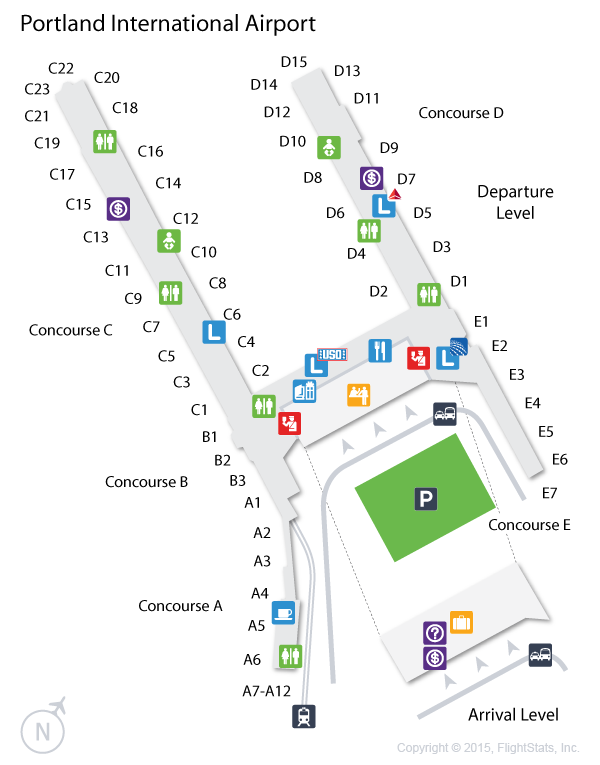 Portland International Airport
C22
C20
C23
C18
C21
C19
C16
C17
C14
C15
$
C12
C13
C10
C11
C8
C9
C6
C7
L
C4
C5
C2
C3
C1
Concourse C
D15
D13
D14
D11
D12
Concourse D
D10
D9
D8
$
D7
L
D6
D5
D4
D3
D2
D1
Departure
Level
E1
E2
E3
E4
E5
E6
E7
Concourse E
USO
L
L
B1
B2
B3
Concourse B
A1
A2
A3
A4
A5
A6
A7-A12
Concourse A
P
?
$
Arrival Level
N
Copyright © 2015, FlightStats, Inc.